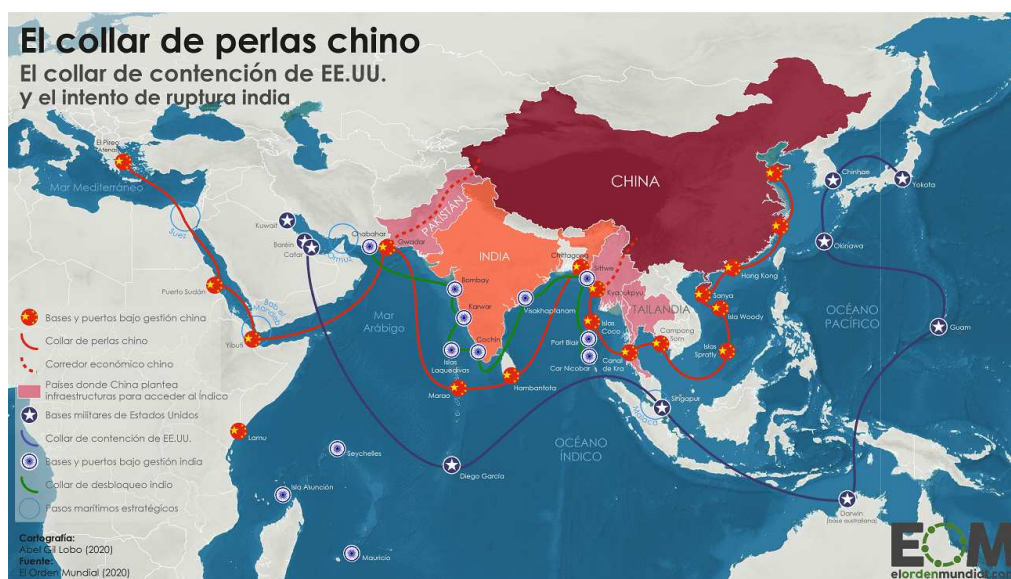 El collar de perlas chino
El collar de contención de EE.UU.
y el intento de ruptura india
El Pireo
(Atenas)
Mar Mediterráneo
Suez
Kuwait
Baréin
Catar
Ormuz
Chabahar
PAKISTÁN
Gwadar
CHINA
Chinhae
Yokota
Okinawa
INDIA
Chittagong
Sittwe
Kyaukpyu
Hong Kong
Bombay
Karwar
Visakhaptanam
TAILANDIA
Sanya
Isla Woody
Puerto Sudán
Bab el
Mandeb
Yibuti
Mar
Arábigo
Islas
Laquedivas
Cochín
Islas
Coco
Port Blair
Car Nicobar
Canal
de Kra
Campong
Som
Islas
Spratly
OCÉANO
PACÍFICO
Guam
Marao
Hambantota
Singapur
Malaca
Lamu
Seychelles
Diego García
OCÉANO
ÍNDICO
Isla Asunción
Mauricio
Darwin
(base australiana)
Bases y puertos bajo gestión china
Collar de perlas chino
Corredor económico chino
Países donde China plantea
infraestructuras para acceder al Índico
Bases militares de Estados Unidos
Collar de contención de EE.UU.
Bases y puertos bajo gestión india
Collar de desbloqueo indio
Pasos marítimos estratégicos
Cartografía:
Abel Gil Lobo (2020)
Fuente:
El Orden Mundial (2020)
EOM
elordenmundial.com